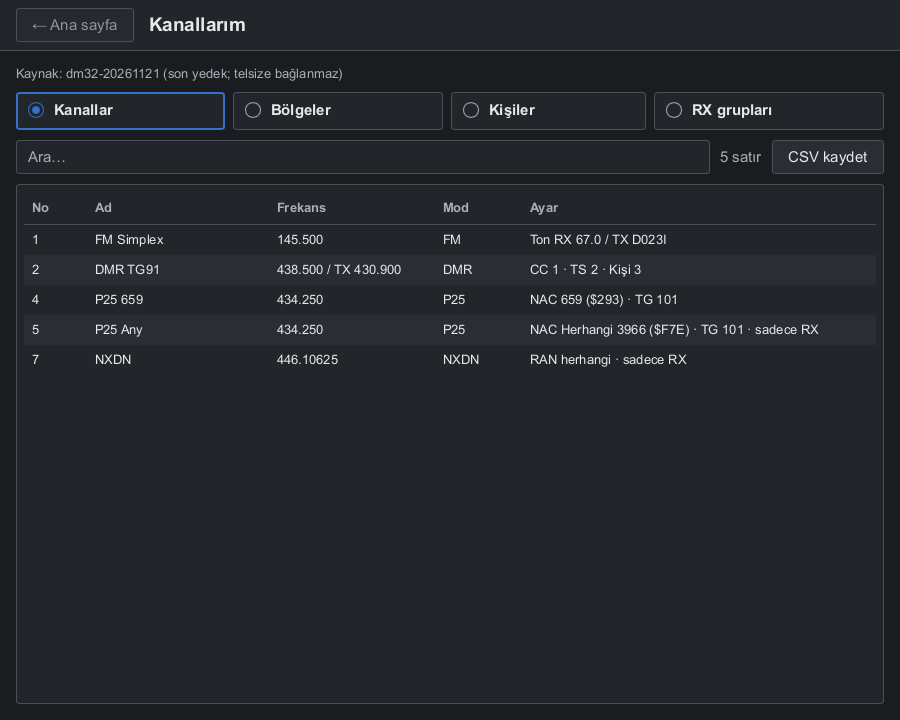 ← Ana sayfa Kanallarım
Kaynak: dm32-20261121 (son yedek; telsize bağlanmaz)
Kanallar Bölgeler Kişiler RX grupları
Ara... 5 satır CSV kaydet
No Ad Frekans Mod Ayar
1 FM Simplex 145.500 FM Ton RX 67.0 / TX D023I
2 DMR TG91 438.500 / TX 430.900 DMR CC 1 · TS 2 · Kişi 3
4 P25 659 434.250 P25 NAC 659 ($293) · TG 101
5 P25 Any 434.250 P25 NAC Herhangi 3966 ($F7E) · TG 101 · sadece RX
7 NXDN 446.10625 NXDN RAN herhangi · sadece RX